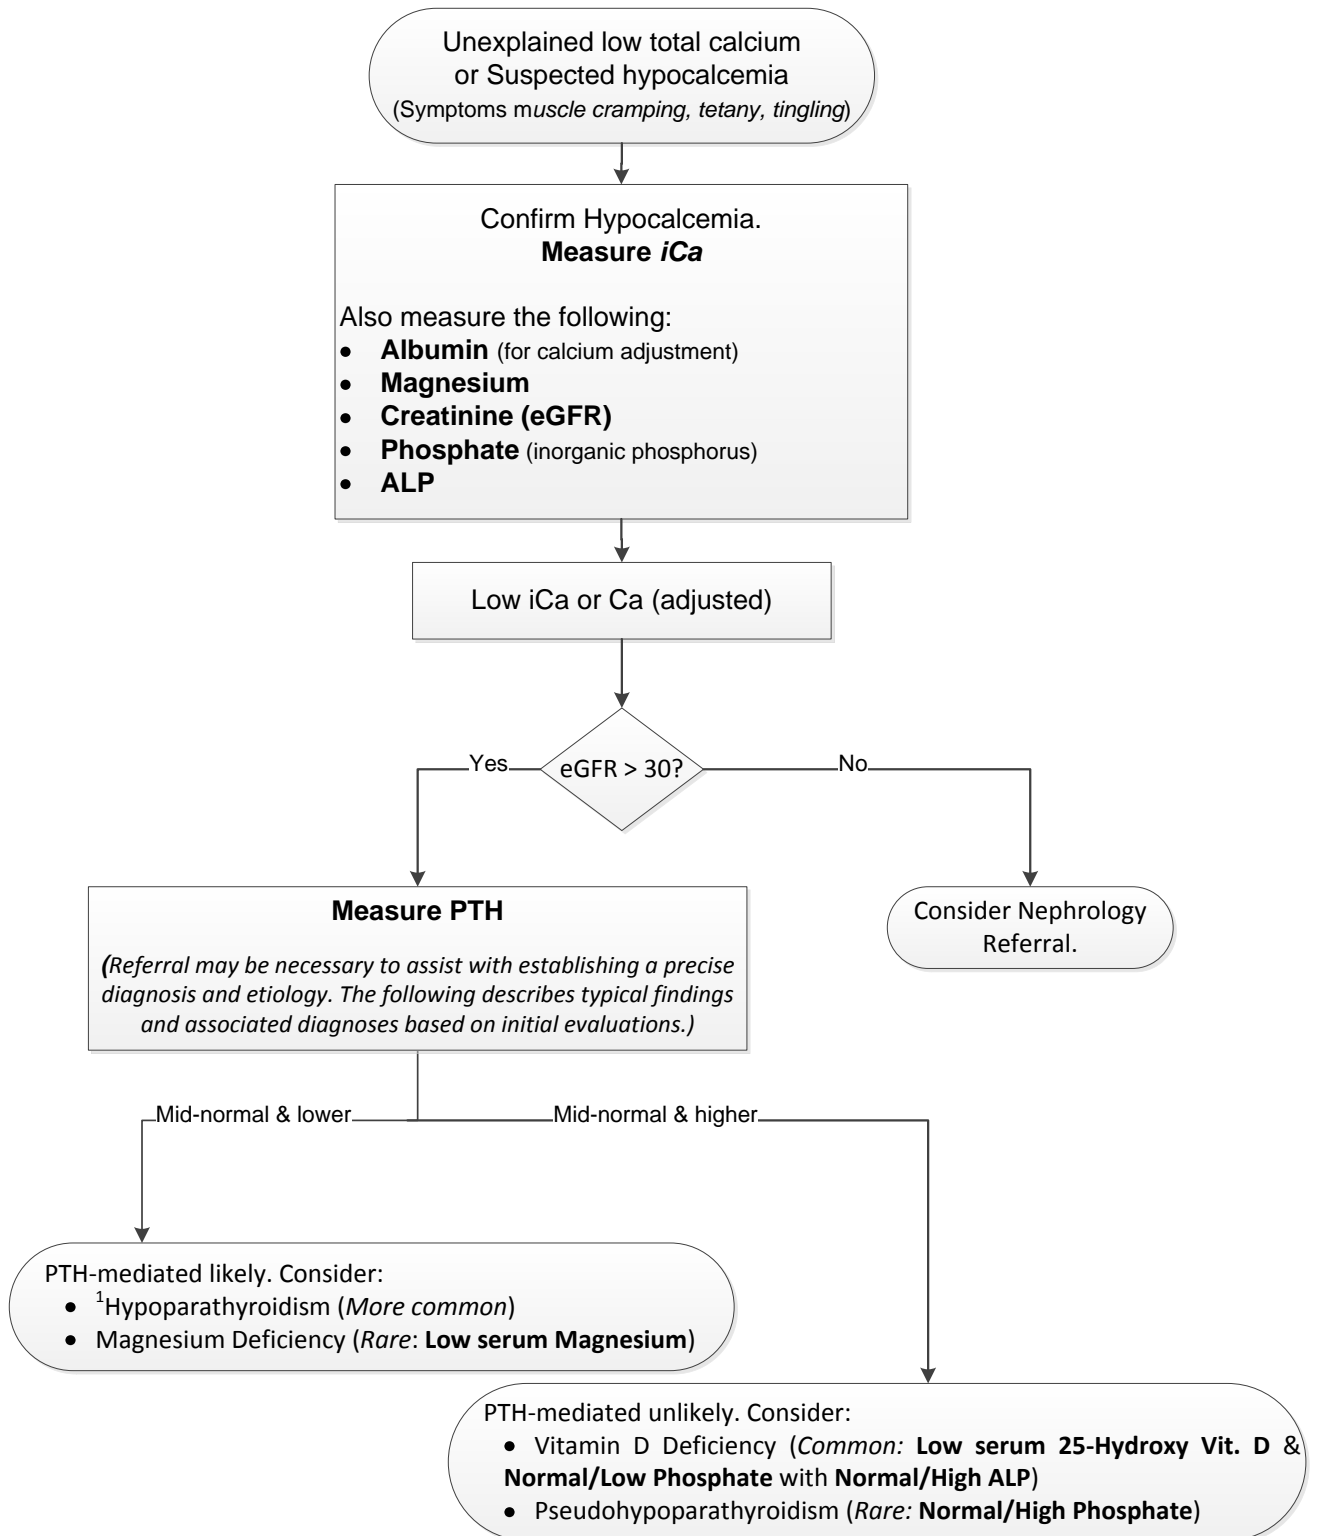 Unexplained low total calcium
or Suspected hypocalcemia
(Symptoms muscle cramping, tetany, tingling)
Confirm Hypocalcemia.
Measure iCa
Also measure the following:
• Albumin (for calcium adjustment)
• Magnesium
• Creatinine (eGFR)
• Phosphate (inorganic phosphorus)
• ALP
Low iCa or Ca (adjusted)
Yes
eGFR > 30?
No
Measure PTH
(Referral may be necessary to assist with establishing a precise
diagnosis and etiology. The following describes typical findings
and associated diagnoses based on initial evaluations.)
Consider Nephrology
Referral.
Mid-normal & lower
Mid-normal & higher
PTH-mediated likely. Consider:
• ¹Hypoparathyroidism (More common)
• Magnesium Deficiency (Rare: Low serum Magnesium)
PTH-mediated unlikely. Consider:
• Vitamin D Deficiency (Common: Low serum 25-Hydroxy Vit. D &
Normal/Low Phosphate with Normal/High ALP)
• Pseudohypoparathyroidism (Rare: Normal/High Phosphate)